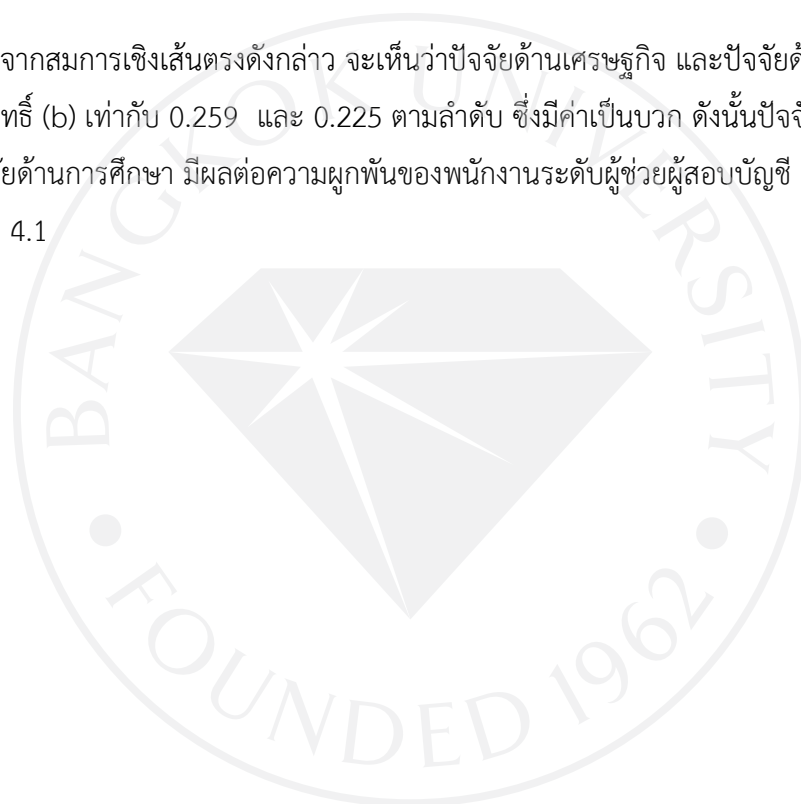 จากสมการเชิงเส้นตรงดังกล่าว จะเห็นว่าปัจจัยด้านเศรษฐกิจ และปัจจัยด้
ทธิ์ (b) เท่ากับ 0.259 และ 0.225 ตามลำดับ ซึ่งมีค่าเป็นบวก ดังนั้นปัจจั
ัยด้านการศึกษา มีผลต่อความผูกพันของพนักงานระดับผู้ช่วยผู้สอบบัญชี
4.1
BANGKOK UNIVERSITY
FOUNDED 1962